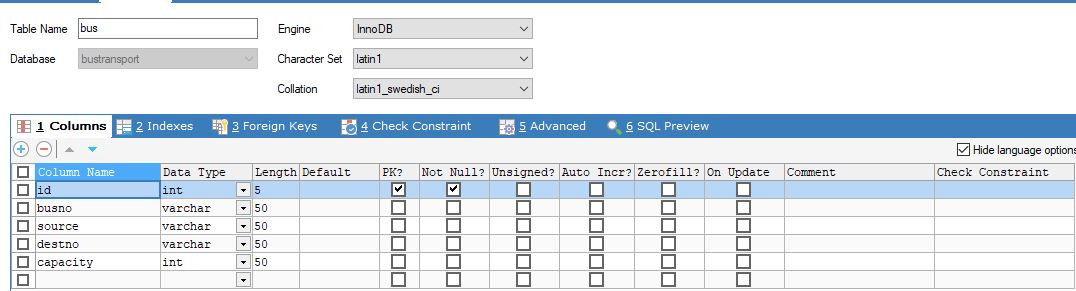 Table Name bus Engine InnoDB
Database bustransport Character Set latin1
Collation latin1_swedish_ci
1 Columns 2 Indexes 3 Foreign Keys 4 Check Constraint 5 Advanced 6 SQL Preview
Hide language options
Column Name Data Type Length Default PK? Not Null? Unsigned? Auto Incr? Zerofill? On Update Comment Check Constraint
id int 5
busno varchar 50
source varchar 50
destno varchar 50
capacity int 50